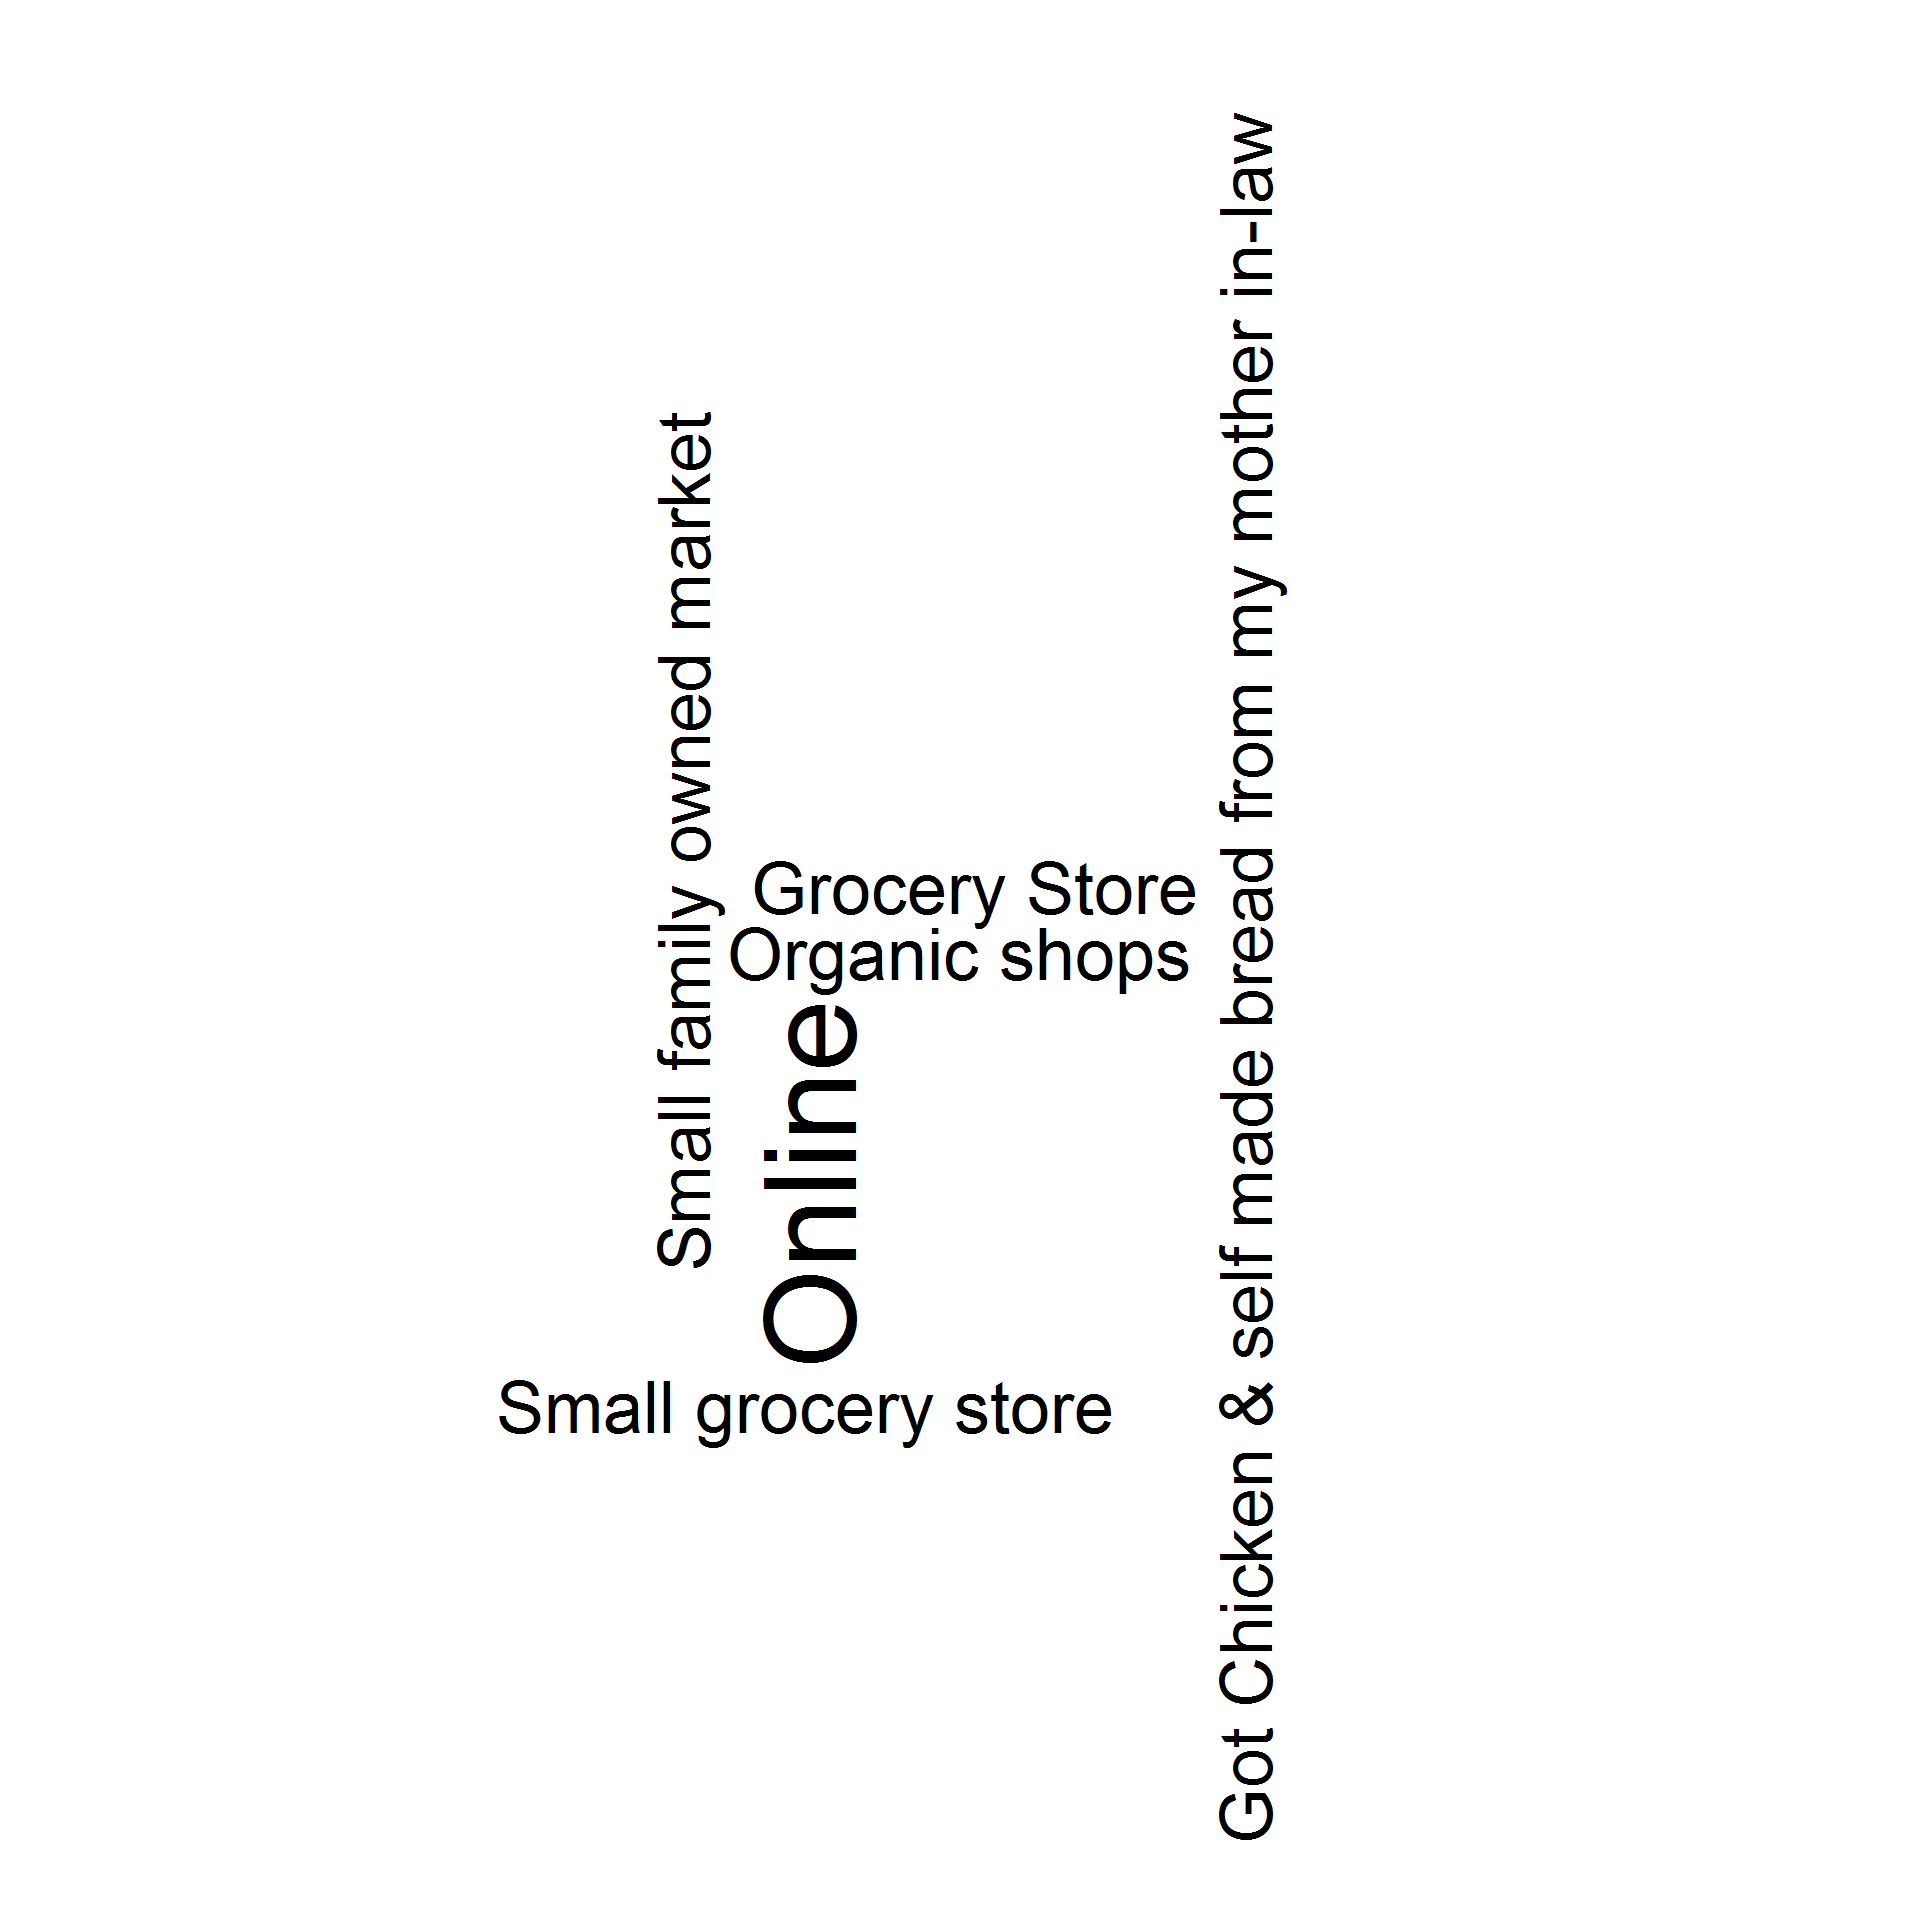 Small family owned market
Grocery Store
Organic shops
Online
Small grocery store
Got Chicken & self made bread from my mother in-law